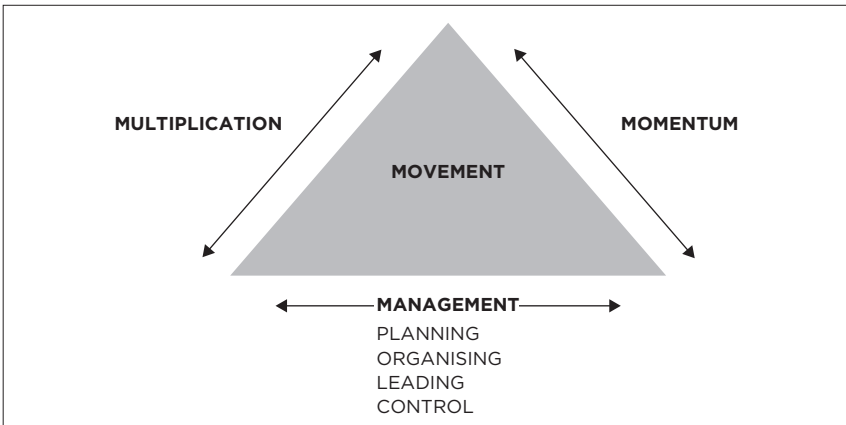 MULTIPLICATION
MOMENTUM
MOVEMENT
MANAGEMENT
PLANNING
ORGANISING
LEADING
CONTROL